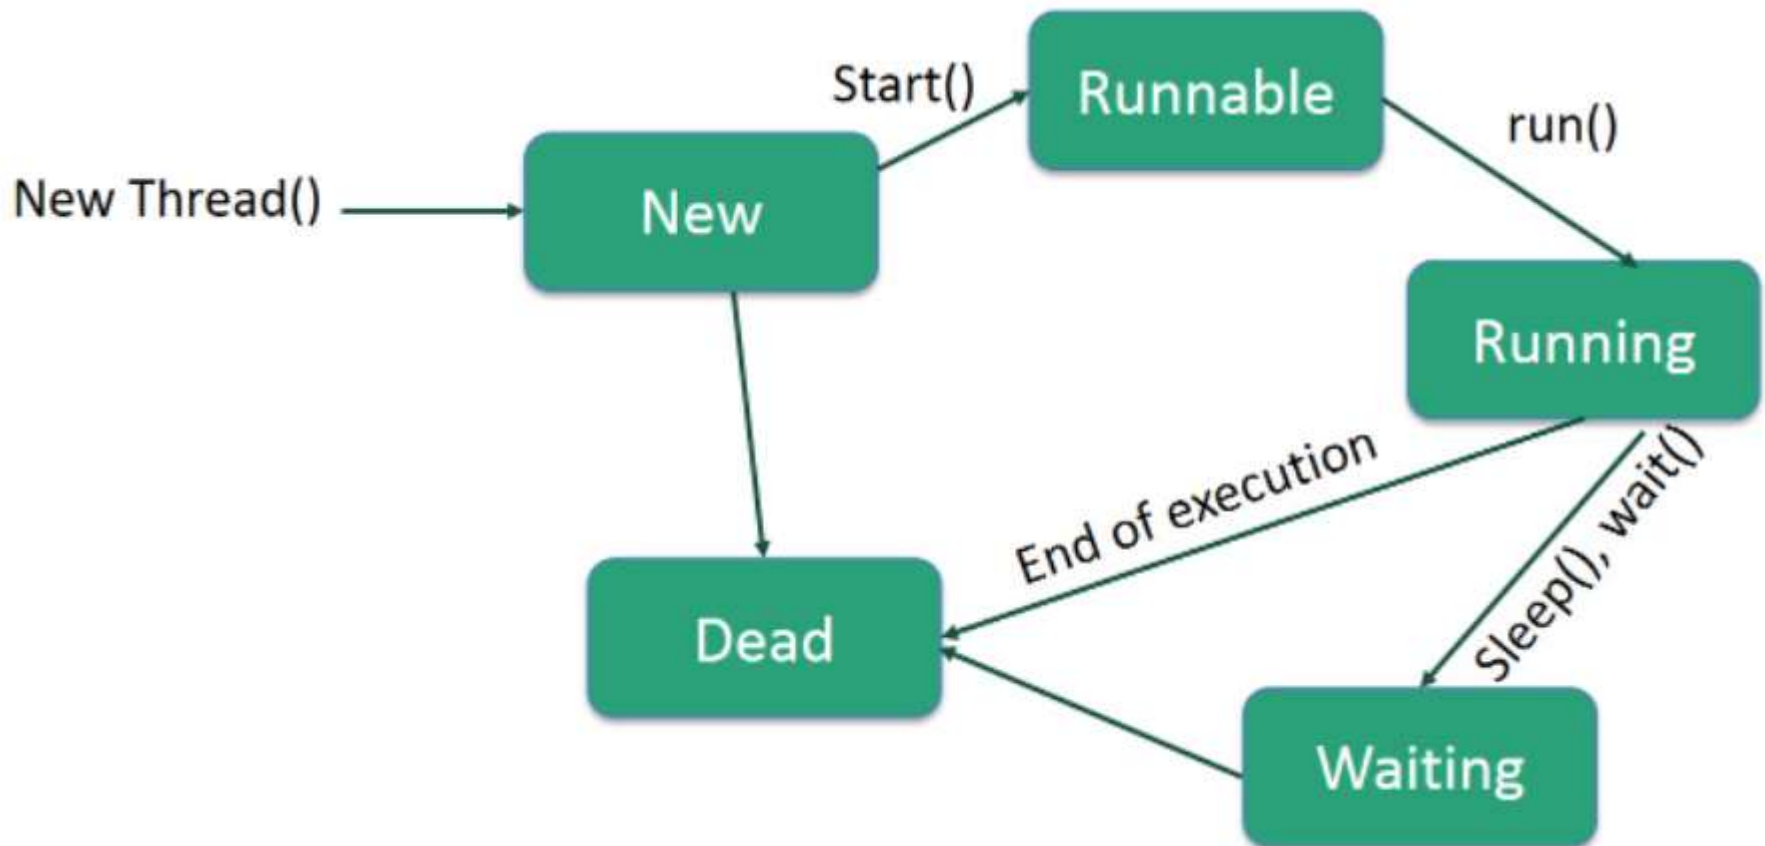 Start()
Runnable
run()
New Thread()
New
Running
End of execution
Sleep(), wait()
Dead
Waiting